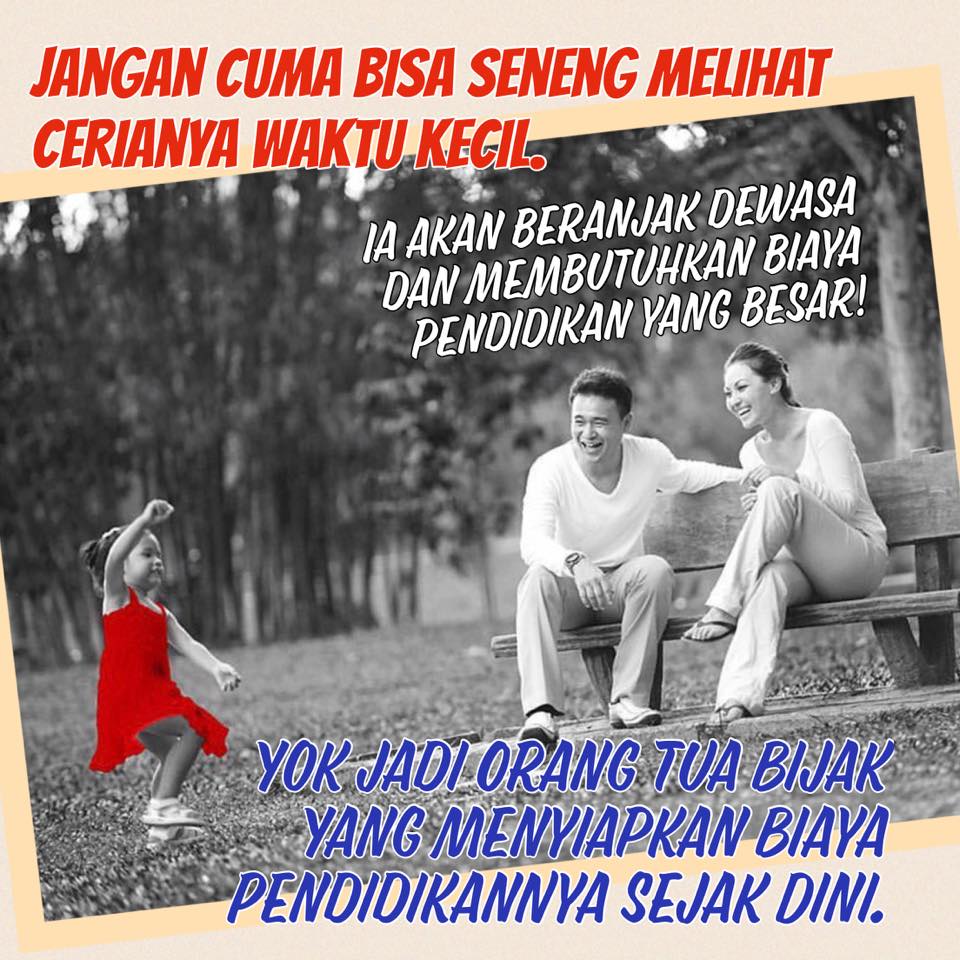 JANGAN CUMA BISA SENENG MELIHAT
CERIANYA WAKTU KECIL.
IA AKAN BERANJAK DEWASA
DAN MEMBUTUHKAN BIAYA
PENDIDIKAN YANG BESAR!
YOK JADI ORANG TUA BIJAK
YANG MENYIAPKAN BIAYA
PENDIDIKANNYA SEJAK DINI.